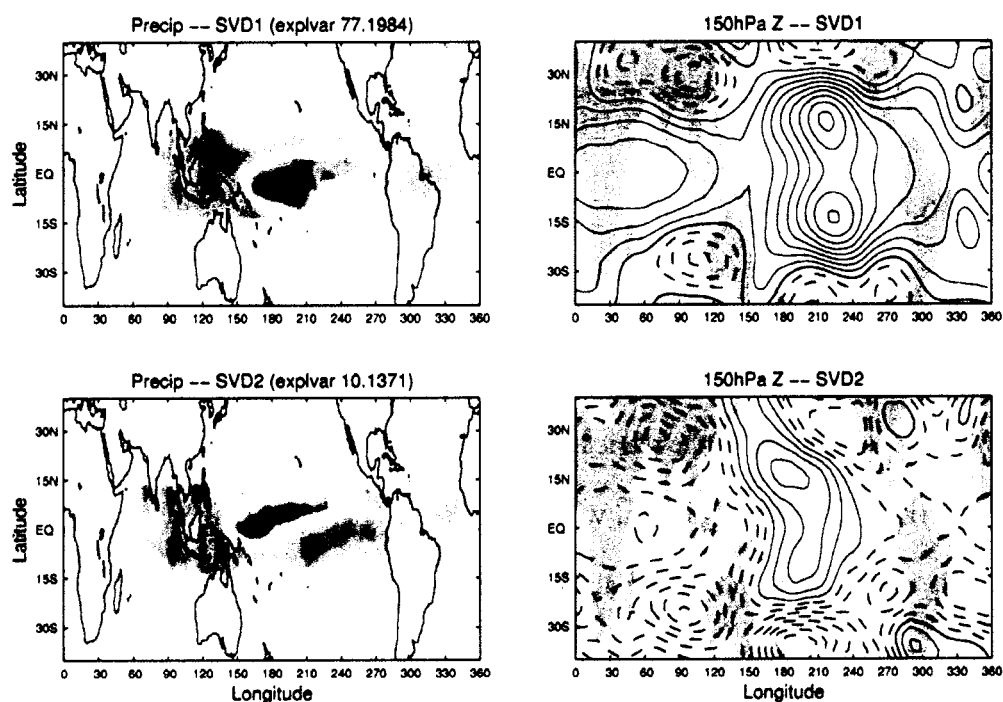 Precip -- SVD1 (explvar 77.1984)
150hPa Z -- SVD1
Latitude
30N
15N
EQ
15S
30S
0 30 60 90 120 150 180 210 240 270 300 330 360
30N
15N
EQ
15S
30S
0 30 60 90 120 150 180 210 240 270 300 330 360
Precip -- SVD2 (explvar 10.1371)
150hPa Z -- SVD2
Latitude
30N
15N
EQ
15S
30S
0 30 60 90 120 150 180 210 240 270 300 330 360
Longitude
30N
15N
EQ
15S
30S
0 30 60 90 120 150 180 210 240 270 300 330 360
Longitude